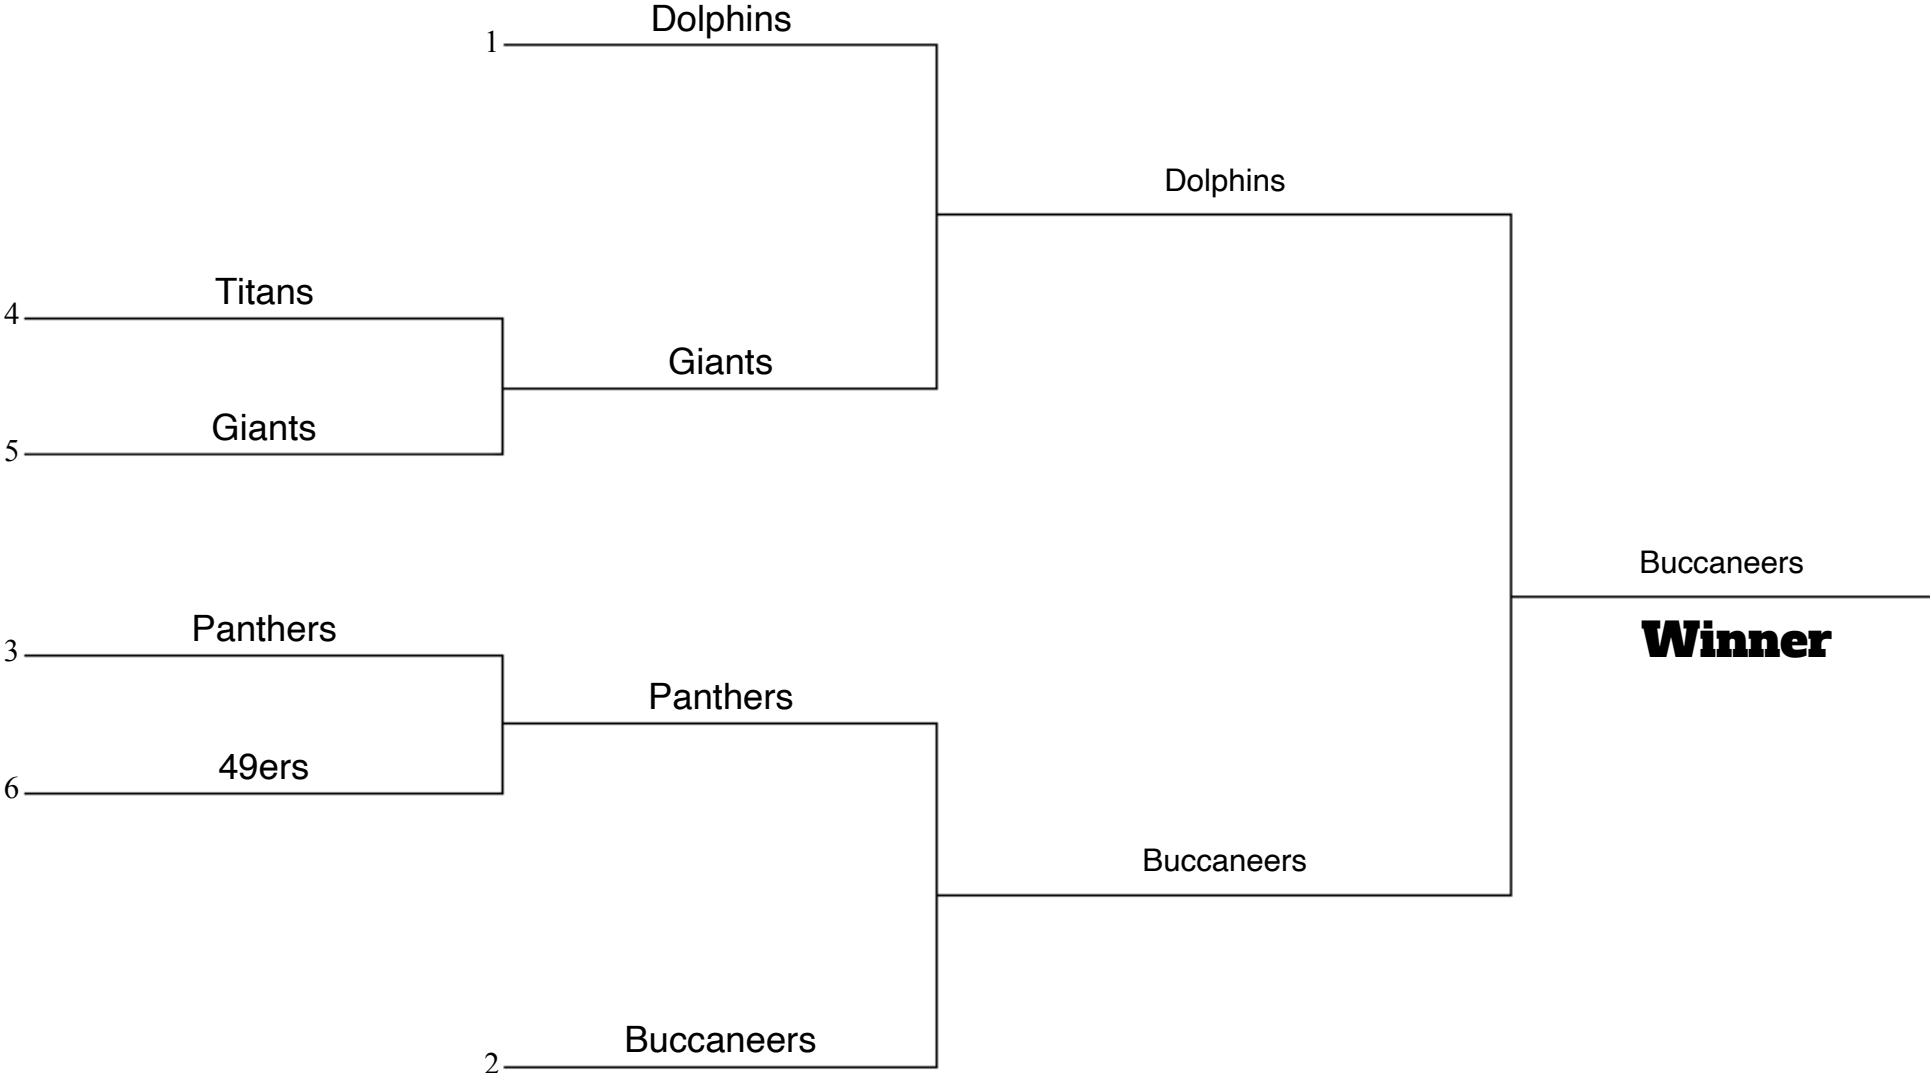 Dolphins
1
Dolphins
Titans
4
Giants
Giants
5
Buccaneers
Winner
Panthers
3
Panthers
49ers
6
Buccaneers
Buccaneers
2